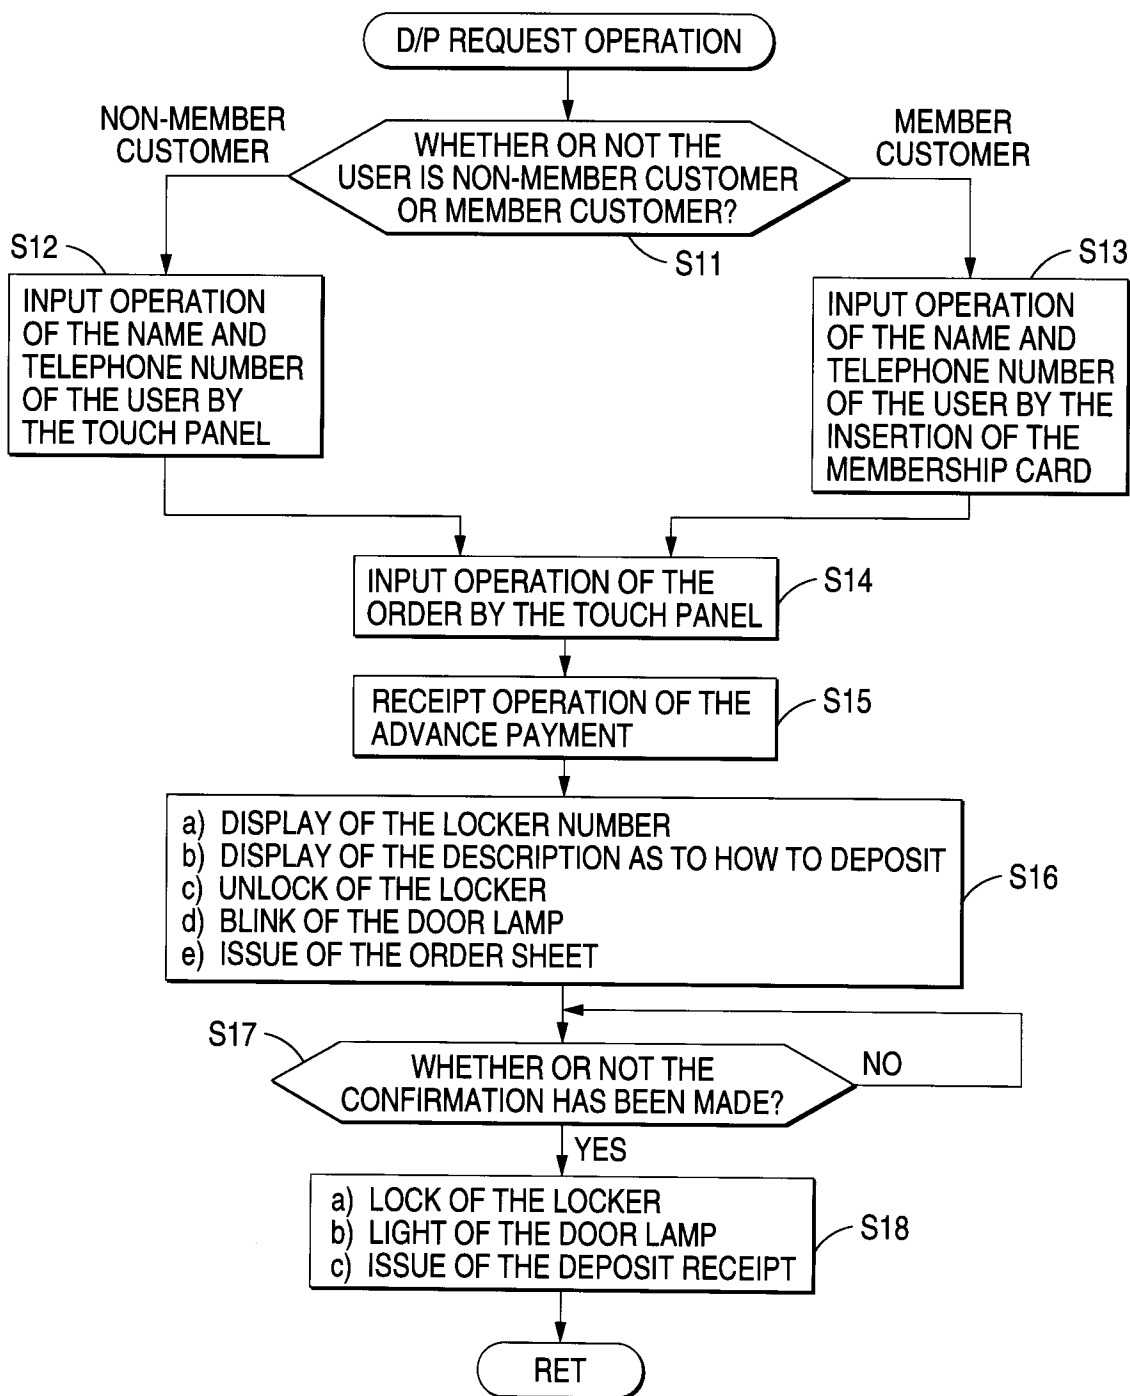 D/P REQUEST OPERATION
NON-MEMBER
CUSTOMER
WHETHER OR NOT THE
USER IS NON-MEMBER CUSTOMER
OR MEMBER CUSTOMER?
MEMBER
CUSTOMER
S11
S12
INPUT OPERATION
OF THE NAME AND
TELEPHONE NUMBER
OF THE USER BY
THE TOUCH PANEL
S13
INPUT OPERATION
OF THE NAME AND
TELEPHONE NUMBER
OF THE USER BY THE
INSERTION OF THE
MEMBERSHIP CARD
INPUT OPERATION OF THE
ORDER BY THE TOUCH PANEL
S14
RECEIPT OPERATION OF THE
ADVANCE PAYMENT
S15
a) DISPLAY OF THE LOCKER NUMBER
b) DISPLAY OF THE DESCRIPTION AS TO HOW TO DEPOSIT
c) UNLOCK OF THE LOCKER
d) BLINK OF THE DOOR LAMP
e) ISSUE OF THE ORDER SHEET
S16
S17
WHETHER OR NOT THE
CONFIRMATION HAS BEEN MADE?
NO
YES
a) LOCK OF THE LOCKER
b) LIGHT OF THE DOOR LAMP
c) ISSUE OF THE DEPOSIT RECEIPT
S18
RET